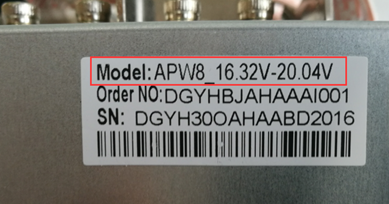 Model:APW8_16.32V-20.04V
Order NO:DGYHBJAHAAAI001
SN: DGYH30OAHAABD2016